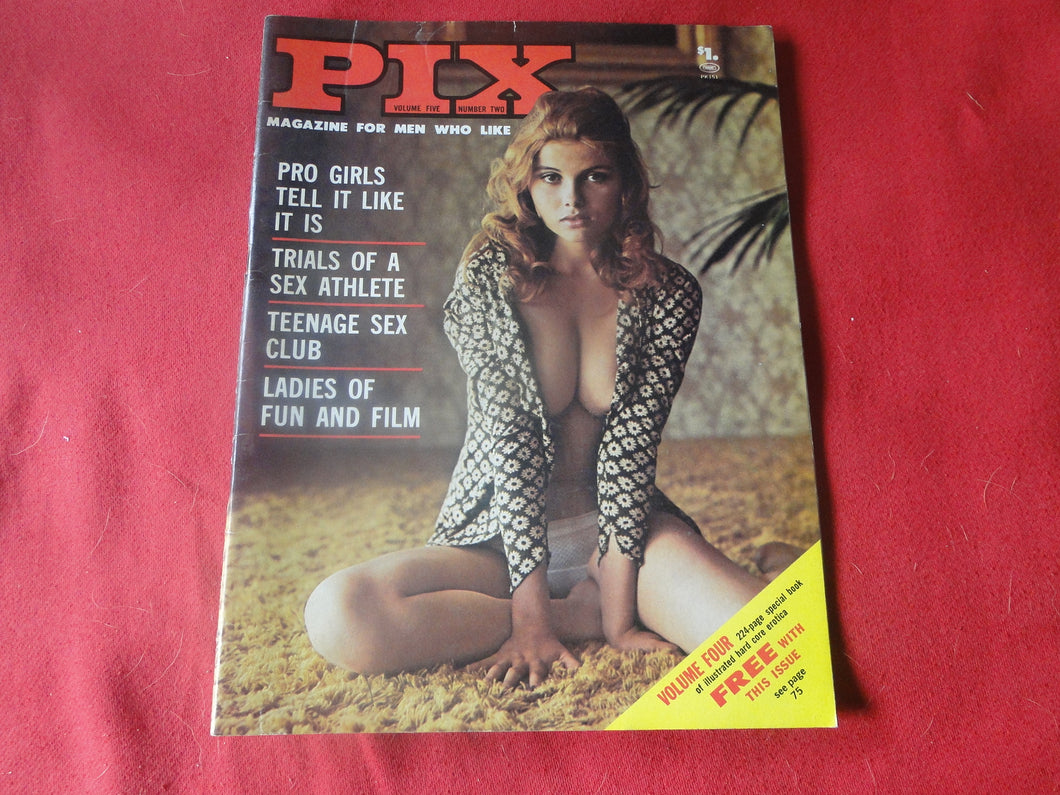 PIX
VOLUME FIVE NUMBER TWO
$1.
PK151
MAGAZINE FOR MEN WHO LIKE
PRO GIRLS
TELL IT LIKE
IT IS
TRIALS OF A
SEX ATHLETE
TEENAGE SEX
CLUB
LADIES OF
FUN AND FILM
VOLUME FOUR 224-page special book
of illustrated hard core erotica
FREE WITH
THIS ISSUE
see page
75